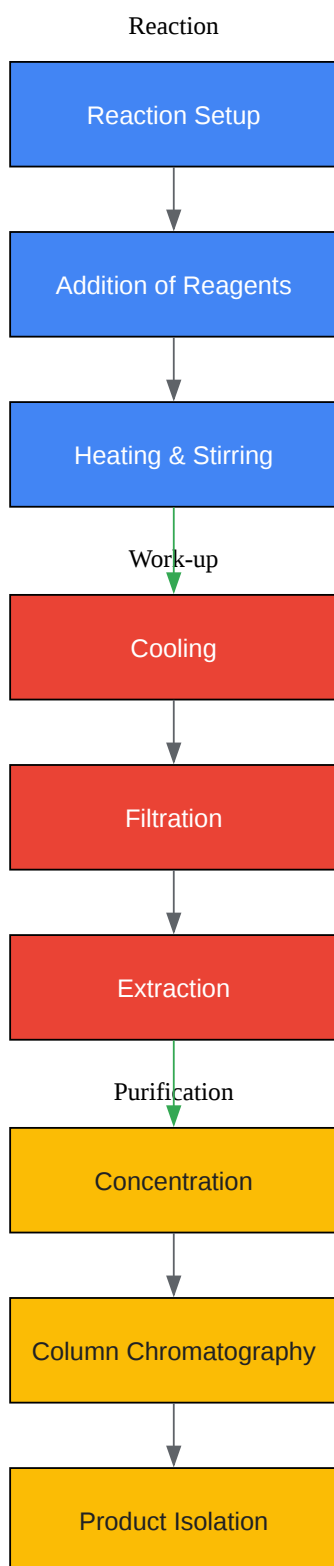 Reaction
Reaction Setup
Addition of Reagents
Heating & Stirring
Work-up
Cooling
Filtration
Extraction
Purification
Concentration
Column Chromatography
Product Isolation